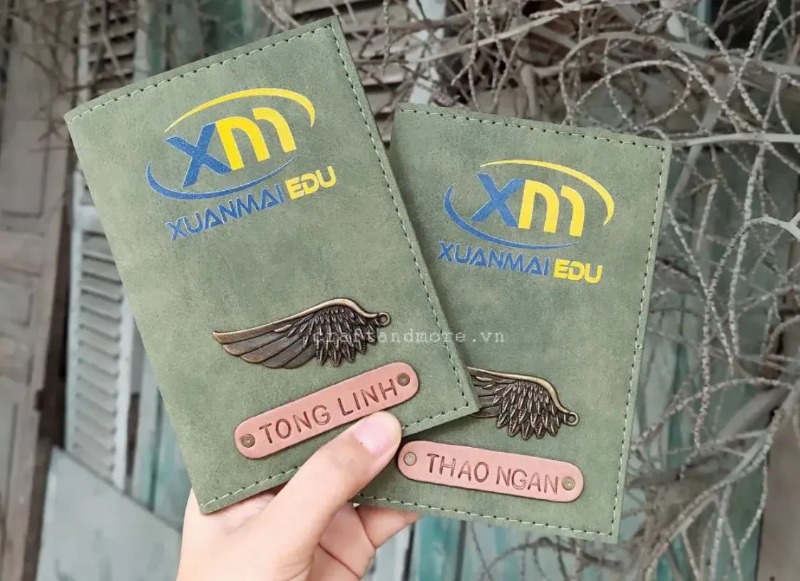 XM
XUANMAI EDU
TONG LINH
XM
XUANMAI EDU
THAO NGAN
craftandmore.vn